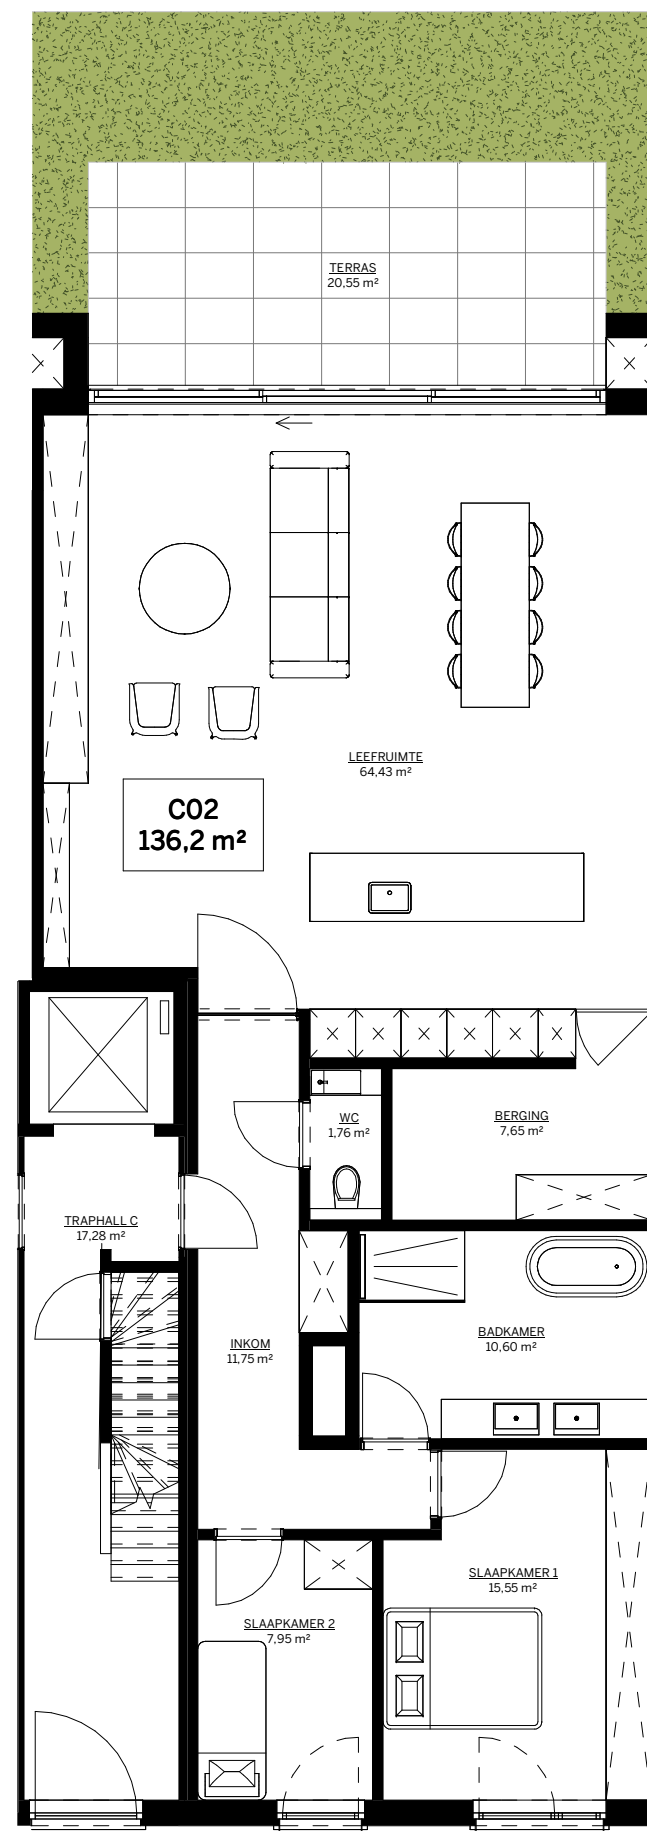 TERRAS
20,55 m²
LEEFRUIMTE
64,43 m²
C02
136,2 m²
WC
1,76 m²
BERGING
7,65 m²
TRAPHALL C
17,28 m²
INKOM
11,75 m²
BADKAMER
10,60 m²
SLAAPKAMER 1
15,55 m²
SLAAPKAMER 2
7,95 m²